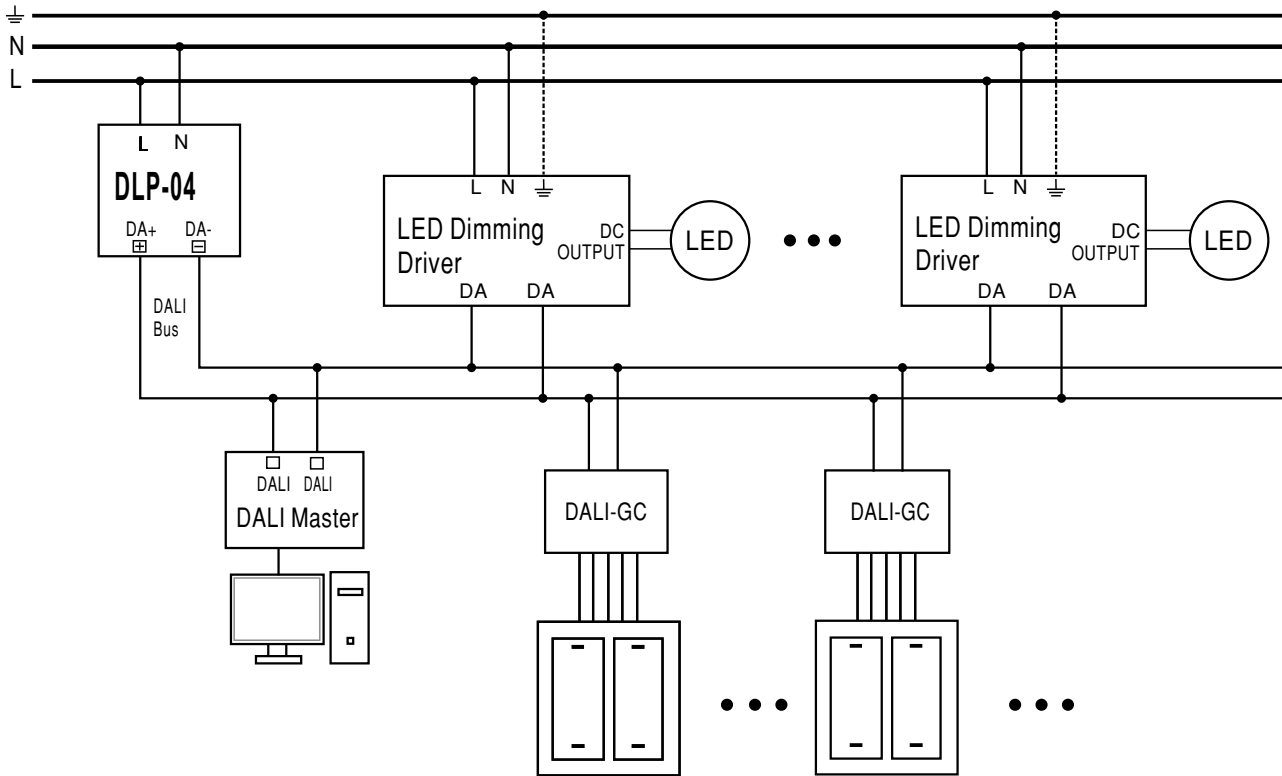 N
L
L N
DLP-04
DA+ DA-
DALI
Bus
L N
LED Dimming
Driver
DC
OUTPUT
DA DA
LED
L N
LED Dimming
Driver
DC
OUTPUT
DA DA
LED
DALI DALI
DALI Master
DALI-GC
DALI-GC